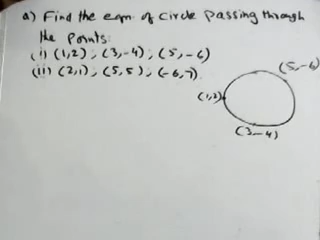 a) Find the eqn. of circle passing through
the points:
(i) (1,2); (3,-4); (5,-6)
(ii) (2,1); (5,5); (-6,7)
(5,-6)
(1,2)
(3,-4)